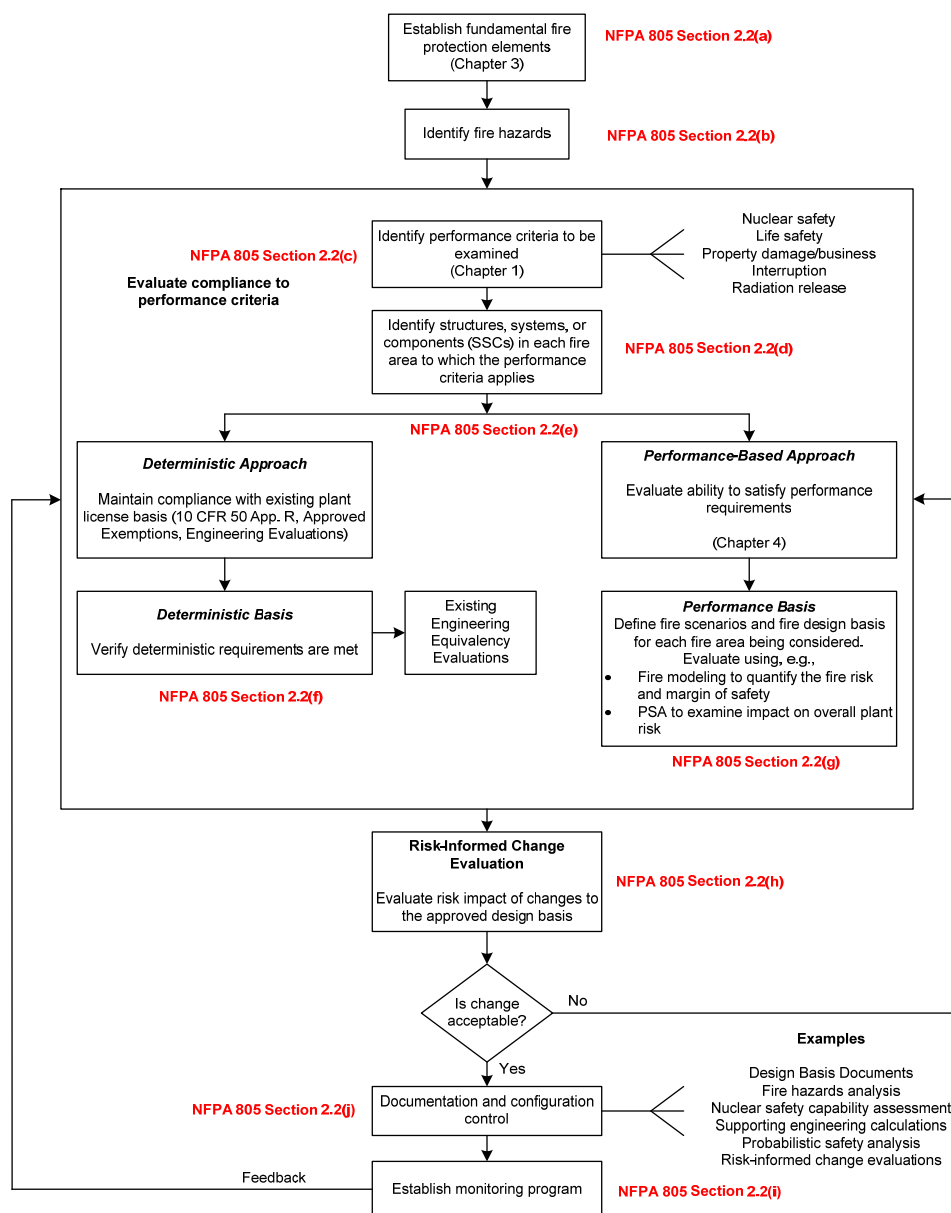 Establish fundamental fire
protection elements
(Chapter 3)
NFPA 805 Section 2.2(a)
Identify fire hazards
NFPA 805 Section 2.2(b)
NFPA 805 Section 2.2(c)
Evaluate compliance to
performance criteria
Identify performance criteria to be
examined
(Chapter 1)
Nuclear safety
Life safety
Property damage/business
Interruption
Radiation release
Identify structures, systems, or
components (SSCs) in each fire
area to which the performance
criteria applies
NFPA 805 Section 2.2(d)
NFPA 805 Section 2.2(e)
Deterministic Approach
Maintain compliance with existing plant
license basis (10 CFR 50 App. R, Approved
Exemptions, Engineering Evaluations)
Performance-Based Approach
Evaluate ability to satisfy performance
requirements
(Chapter 4)
Deterministic Basis
Verify deterministic requirements are met
Existing
Engineering
Equivalency
Evaluations
NFPA 805 Section 2.2(f)
Performance Basis
Define fire scenarios and fire design basis
for each fire area being considered.
Evaluate using, e.g.,
• Fire modeling to quantify the fire risk
and margin of safety
• PSA to examine impact on overall plant
risk
NFPA 805 Section 2.2(g)
Risk-Informed Change
Evaluation
Evaluate risk impact of changes to
the approved design basis
NFPA 805 Section 2.2(h)
Is change
acceptable?
No
Yes
Examples
Design Basis Documents
Fire hazards analysis
Nuclear safety capability assessment
Supporting engineering calculations
Probabilistic safety analysis
Risk-informed change evaluations
NFPA 805 Section 2.2(j)
Documentation and configuration
control
Feedback
Establish monitoring program
NFPA 805 Section 2.2(i)